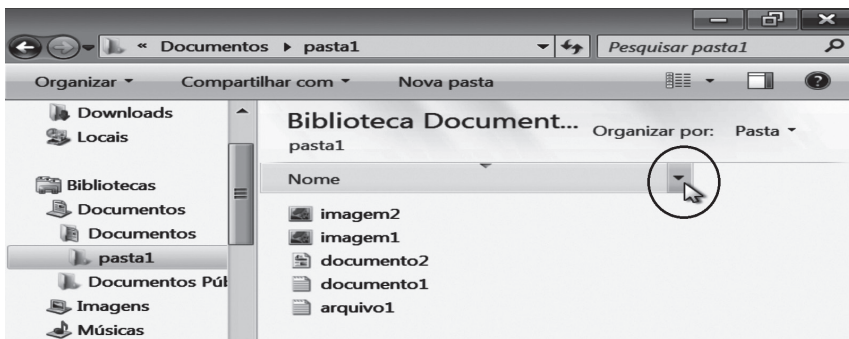 « Documentos ▸ pasta1
Pesquisar pasta1
Organizar Compartilhar com Nova pasta
Downloads
Locais
Bibliotecas
Documentos
Documentos
pasta1
Documentos Púb
Imagens
Músicas
Biblioteca Document...
pasta1
Organizar por: Pasta
Nome
imagem2
imagem1
documento2
documento1
arquivo1